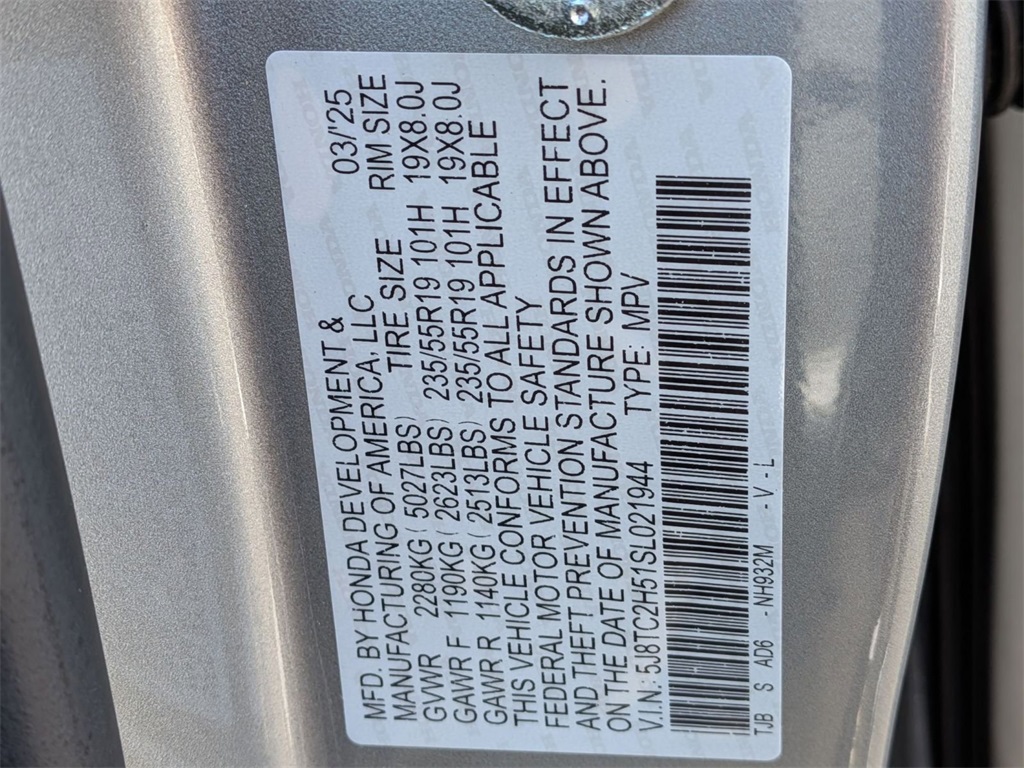 MFD. BY HONDA DEVELOPMENT &
MANUFACTURING OF AMERICA, LLC 03/'25
TIRE SIZE RIM SIZE
GVWR 2280KG ( 5027LBS)
GAWR F 1190KG ( 2623LBS) 235/55R19 101H 19X8.0J
GAWR R 1140KG ( 2513LBS) 235/55R19 101H 19X8.0J
THIS VEHICLE CONFORMS TO ALL APPLICABLE
FEDERAL MOTOR VEHICLE SAFETY
AND THEFT PREVENTION STANDARDS IN EFFECT
ON THE DATE OF MANUFACTURE SHOWN ABOVE.
V.I.N.: 5J8TC2H51SL021944 TYPE: MPV
TJB S AD6 -NH932M -V-L